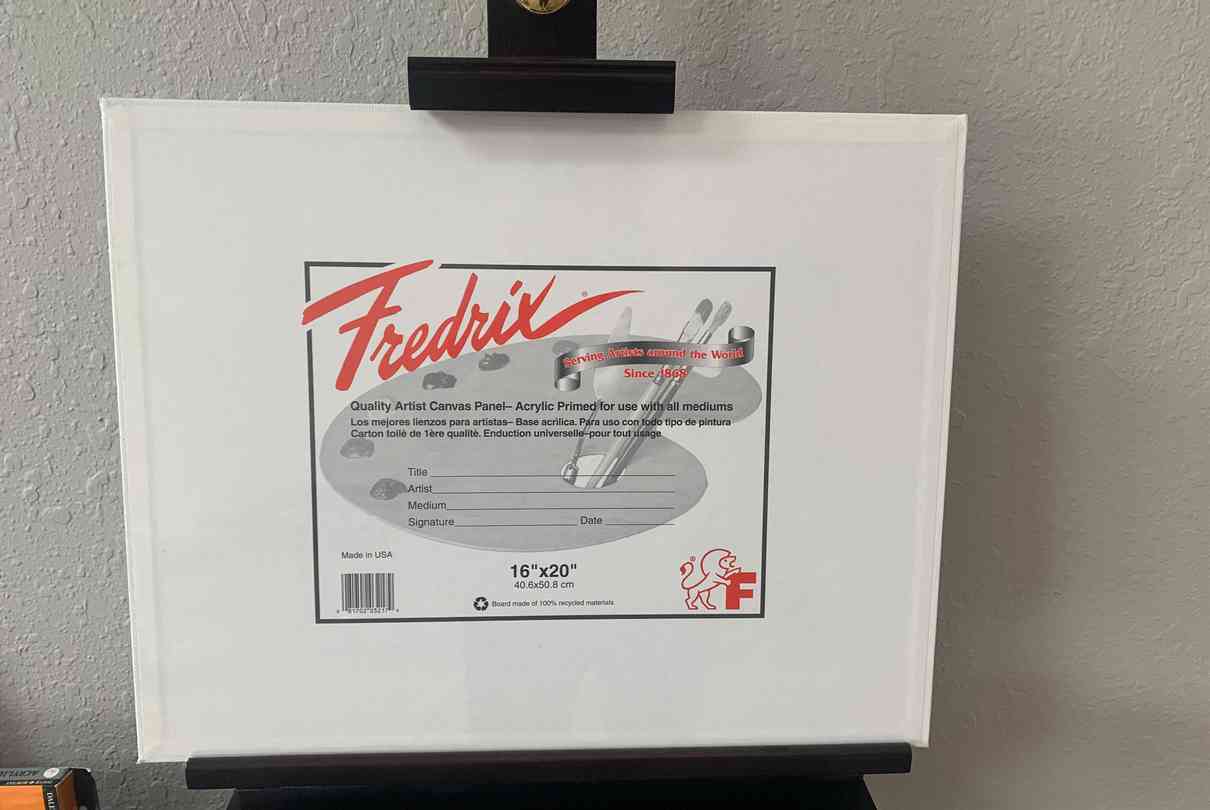 Fredrix ®
Serving Artists around the World
Since 1868
Quality Artist Canvas Panel– Acrylic Primed for use with all mediums
Los mejores lienzos para artistas– Base acrìlica. Para uso con todo tipo de pintura
Carton toilè de 1ère qualitè. Enduction universelle–pour tout usage
Title
Artist
Medium
Signature Date
Made in USA
16"x20"
40.6x50.8 cm
Board made of 100% recycled materials
®
F